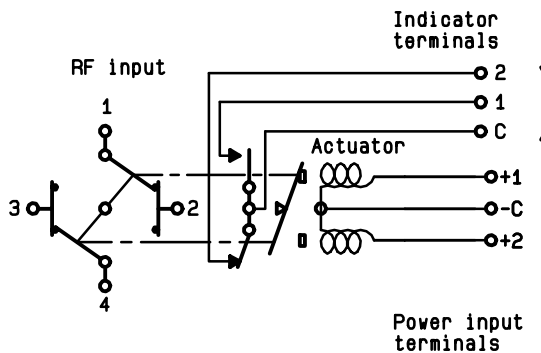 Indicator
terminals
RF input
2
1
1
C
Actuator
+1
3
2
-C
+2
4
Power input
terminals